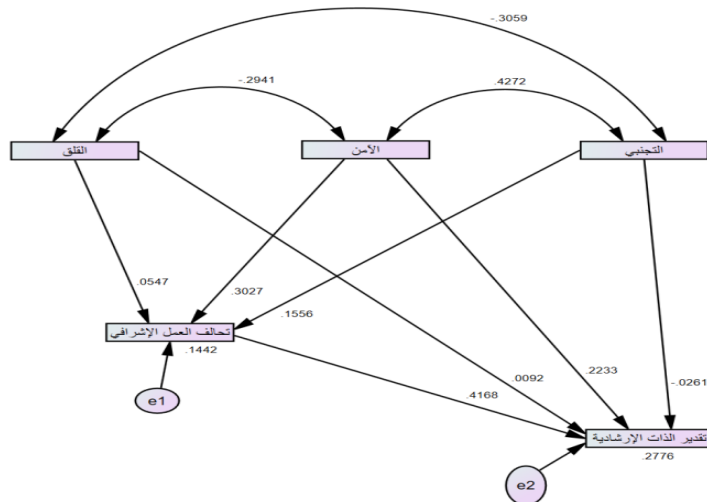 -.3059
-.2941
.4272
القلق
الآمن
التجنبي
.0547
.3027
.1556
تحالف العمل الإشرافي
.1442
e1
.4168
.0092
.2233
-.0261
تقدير الذات الإرشادية
.2776
e2